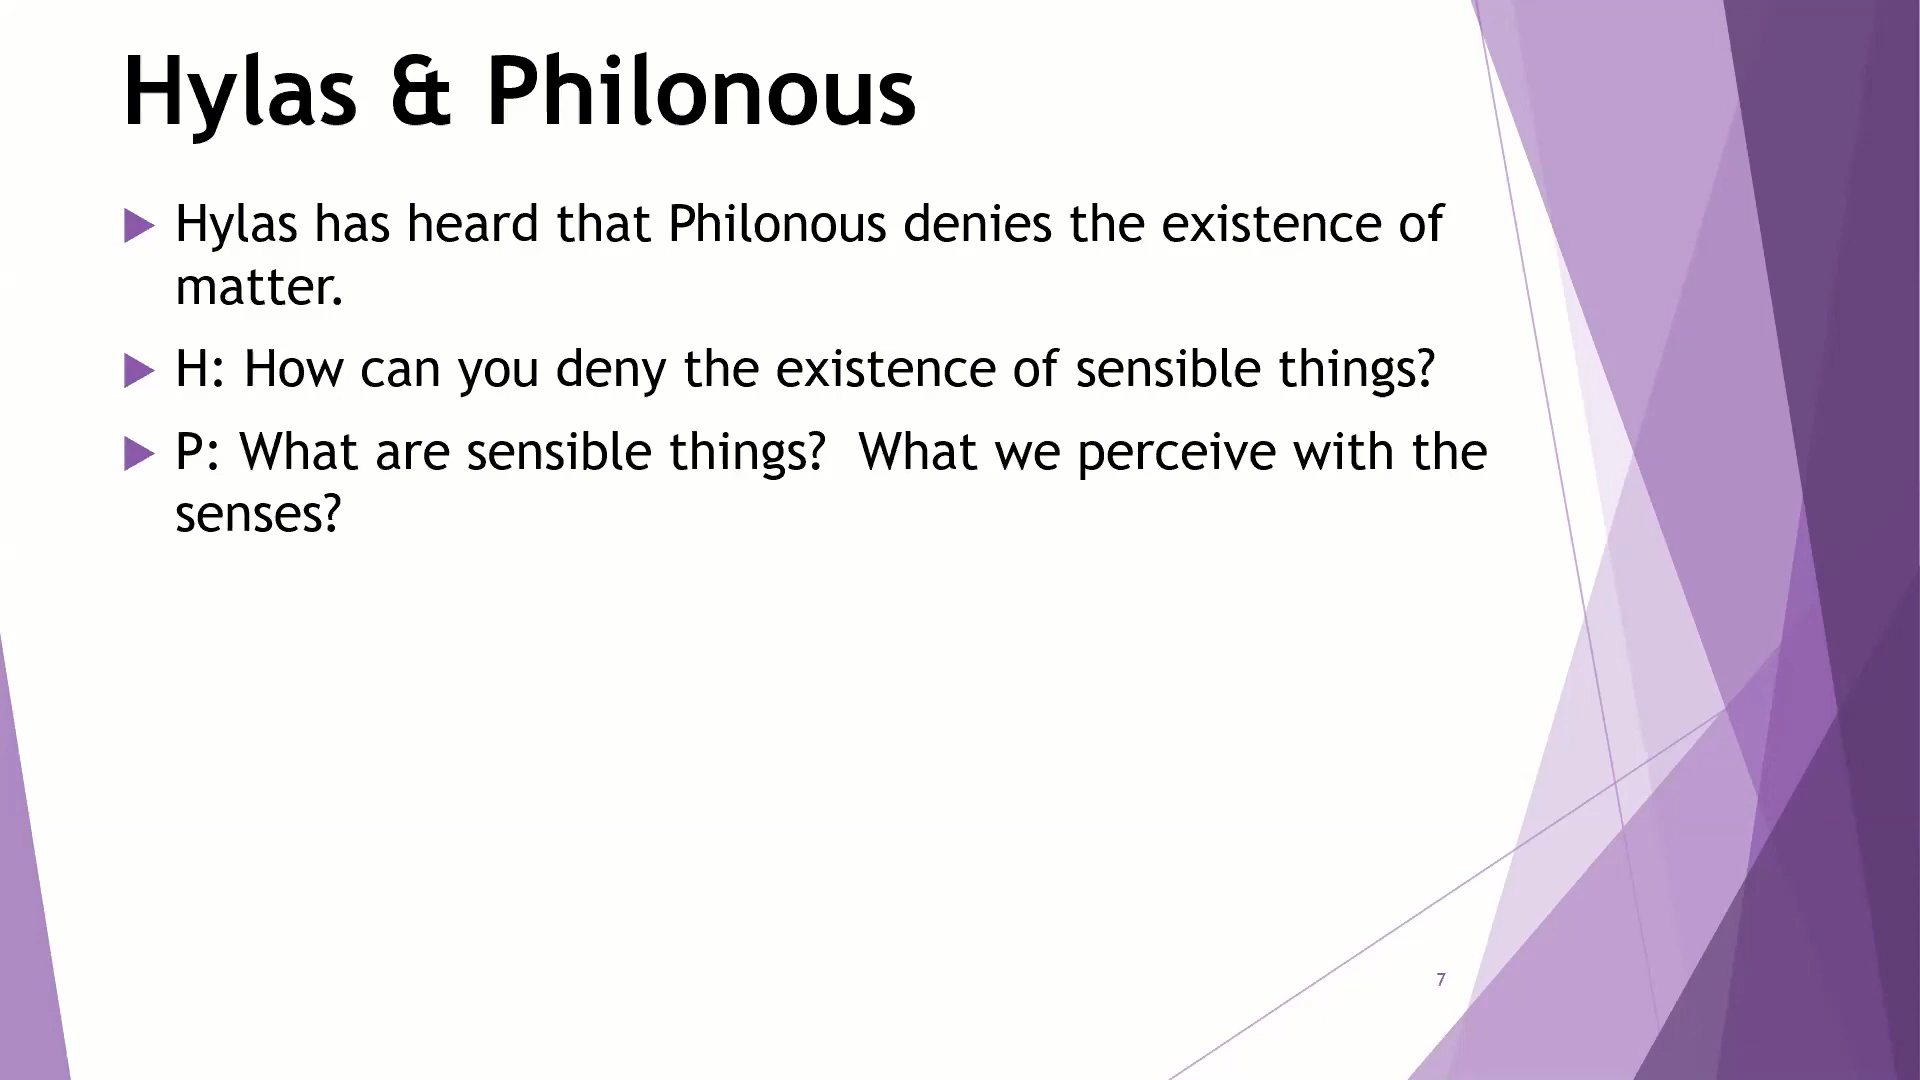 Hylas & Philonous
Hylas has heard that Philonous denies the existence of
matter.
H: How can you deny the existence of sensible things?
P: What are sensible things?  What we perceive with the
senses?
7